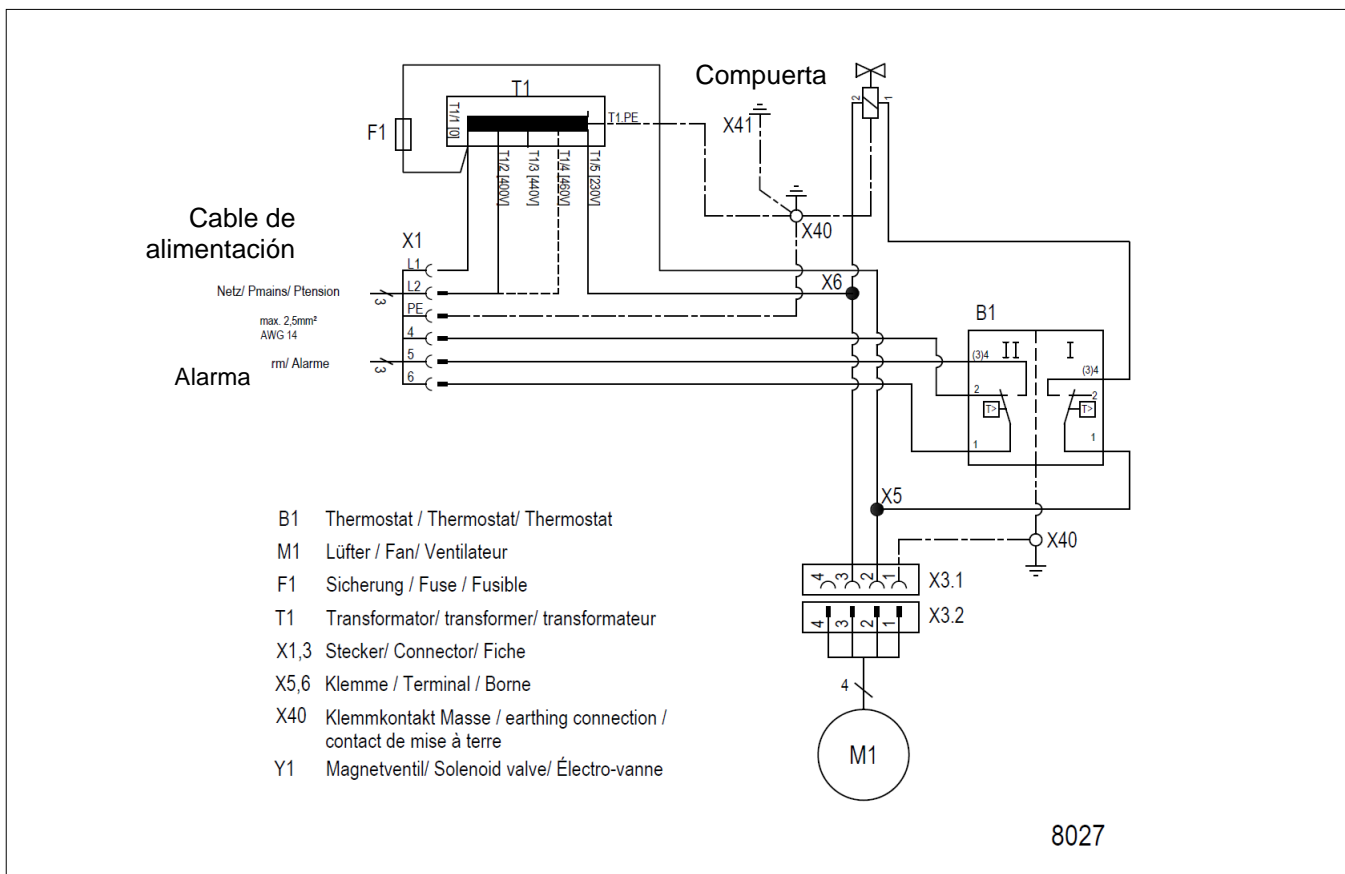 Compuerta
T1
T1/1 [0]
F1
T1.PE
X41
2
1
T1/2 [400V]
T1/3 [440V]
T1/4 [460V]
T1/5 [230V]
X40
Cable de
alimentación
X1
L1
Netz/ Pmains/ Ptension
3
L2
X6
PE
max. 2,5mm²
AWG 14
B1
4
II
I
5
(3)4
rm/ Alarme
3
Alarma
6
(3)4
2
T>
T>
2
1
1
X5
B1 Thermostat / Thermostat/ Thermostat
M1 Lüfter / Fan/ Ventilateur
X40
F1 Sicherung / Fuse / Fusible
4 3 2 1
X3.1
T1 Transformator/ transformer/ transformateur
4 3 2 1
X3.2
X1,3 Stecker/ Connector/ Fiche
X5,6 Klemme / Terminal / Borne
4
X40 Klemmkontakt Masse / earthing connection /
contact de mise à terre
M1
Y1 Magnetventil/ Solenoid valve/ Électro-vanne
8027